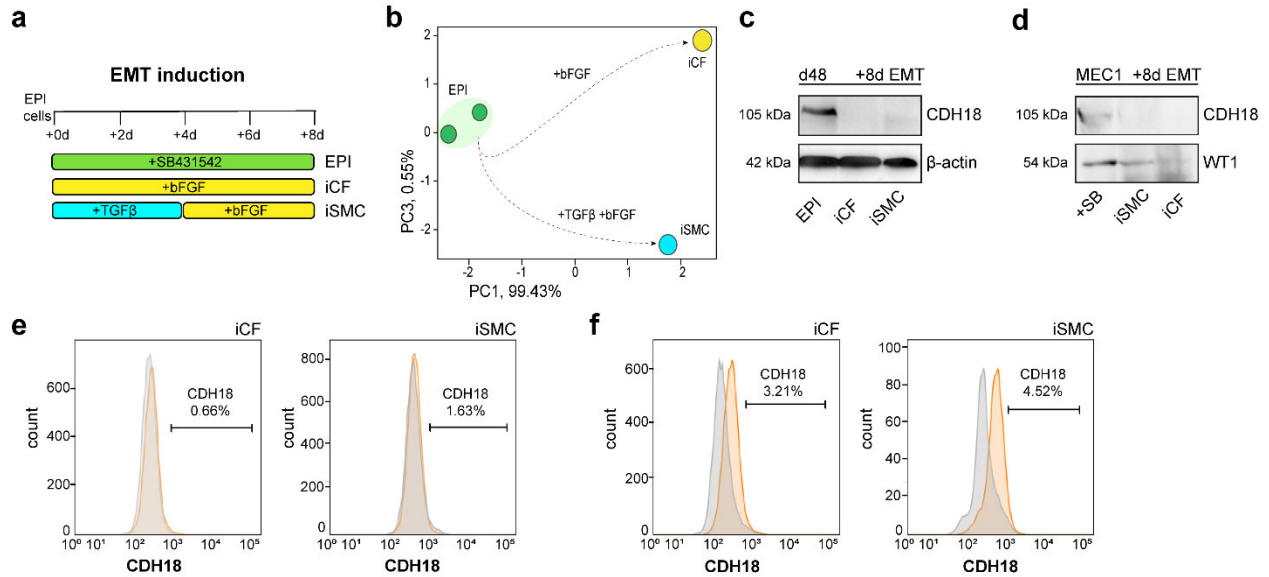 a
EMT induction
EPI
cells
+0d +2d +4d +6d +8d
+SB431542 EPI
+bFGF iCF
+TGFβ +bFGF iSMC
b
2
1
0
-1
-2
PC3, 0.55%
EPI
+bFGF
iCF
+TGFβ +bFGF
iSMC
-2 -1 0 1 2
PC1, 99.43%
c
d48 +8d EMT
105 kDa CDH18
42 kDa β-actin
EPI iCF iSMC
d
MEC1 +8d EMT
105 kDa CDH18
54 kDa WT1
+SB iSMC iCF
e
iCF
600
400
200
0
count
CDH18
0.66%
10⁰ 10¹ 10² 10³ 10⁴ 10⁵
CDH18
iSMC
800
600
400
200
0
count
CDH18
1.63%
10⁰ 10¹ 10² 10³ 10⁴ 10⁵
CDH18
f
iCF
600
400
200
0
count
CDH18
3.21%
10⁰ 10¹ 10² 10³ 10⁴ 10⁵
CDH18
iSMC
100
80
60
40
20
0
count
CDH18
4.52%
10⁰ 10¹ 10² 10³ 10⁴ 10⁵
CDH18